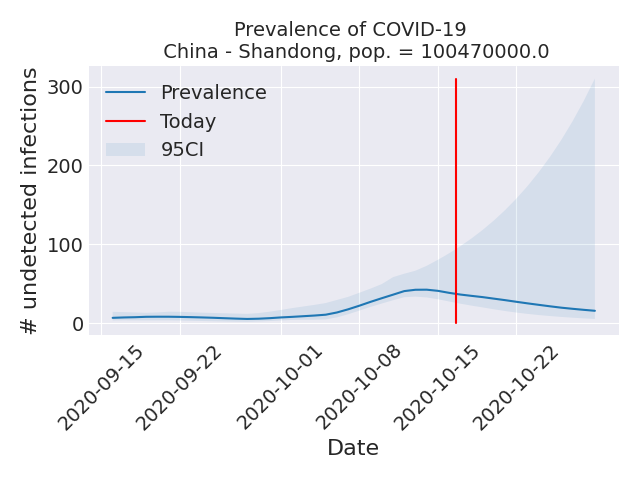 Prevalence of COVID-19
China - Shandong, pop. = 100470000.0
# undetected infections
300
200
100
0
Prevalence
Today
95CI
2020-09-15
2020-09-22
2020-10-01
2020-10-08
2020-10-15
2020-10-22
Date